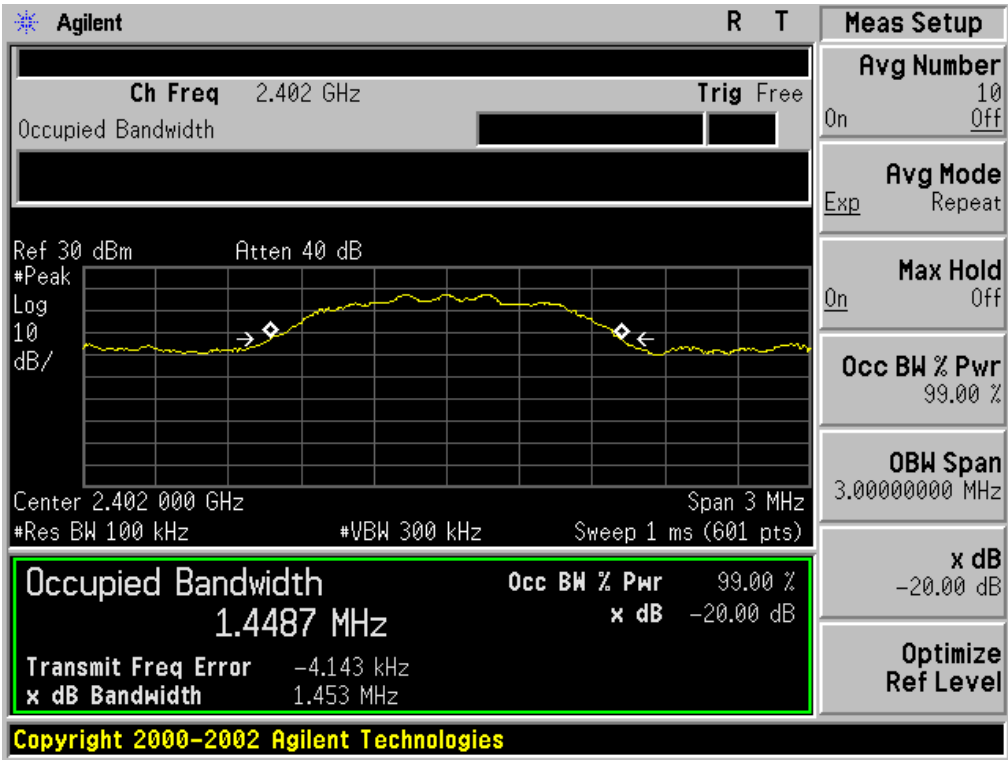 Agilent R T
Ch Freq 2.402 GHz Trig Free
Occupied Bandwidth
Ref 30 dBm Atten 40 dB
#Peak
Log
10
dB/
Center 2.402 000 GHz Span 3 MHz
#Res BW 100 kHz #VBW 300 kHz Sweep 1 ms (601 pts)
Occupied Bandwidth Occ BW % Pwr 99.00 %
1.4487 MHz x dB -20.00 dB
Transmit Freq Error -4.143 kHz
x dB Bandwidth 1.453 MHz
Copyright 2000-2002 Agilent Technologies
Meas Setup
Avg Number
10
On Off
Avg Mode
Exp Repeat
Max Hold
On Off
Occ BW % Pwr
99.00 %
OBW Span
3.00000000 MHz
x dB
-20.00 dB
Optimize
Ref Level